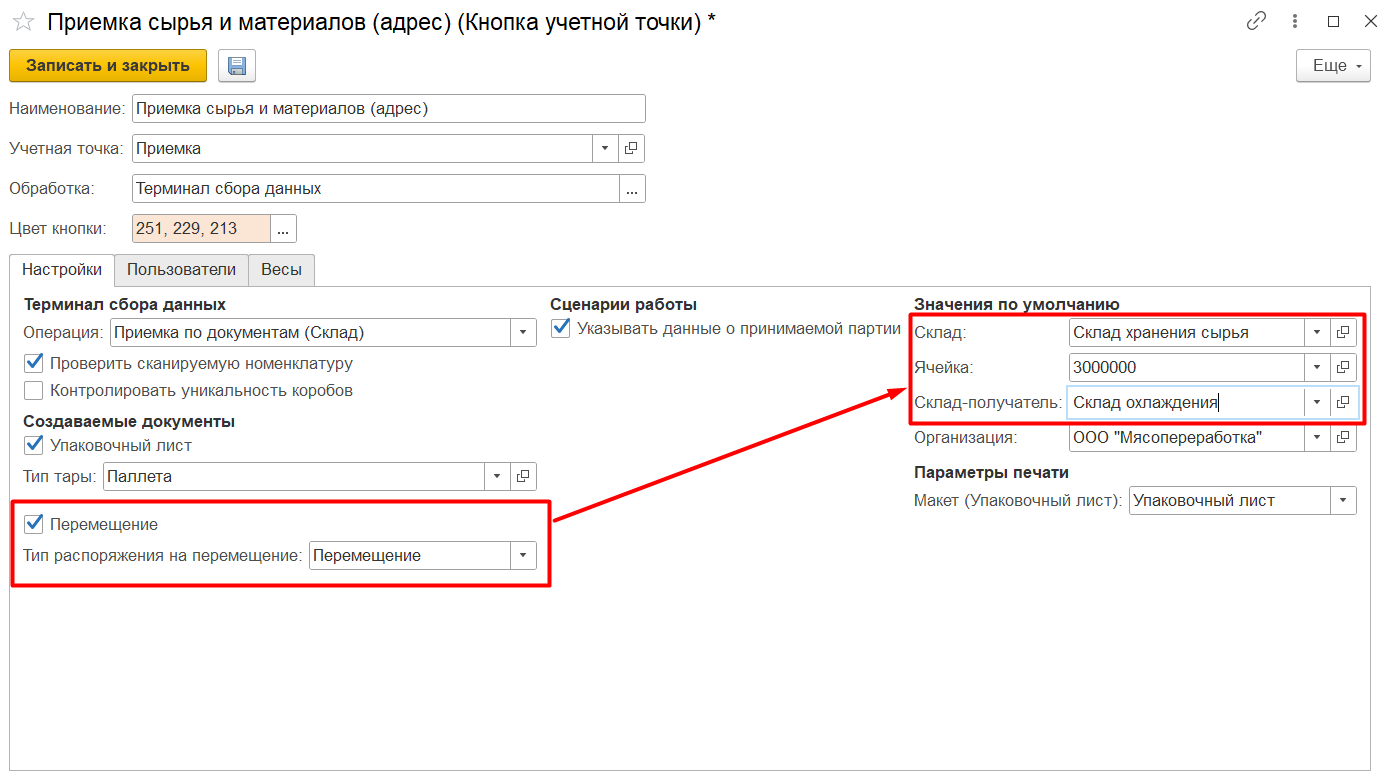 Приемка сырья и материалов (адрес) (Кнопка учетной точки) *
Записать и закрыть
Еще
Наименование: Приемка сырья и материалов (адрес)
Учетная точка: Приемка
Обработка: Терминал сбора данных ...
Цвет кнопки: 251, 229, 213 ...
Настройки Пользователи Весы
Терминал сбора данных
Операция: Приемка по документам (Склад)
Проверить сканируемую номенклатуру
Контролировать уникальность коробов
Создаваемые документы
Упаковочный лист
Тип тары: Паллета
Перемещение
Тип распоряжения на перемещение: Перемещение
Сценарии работы
Указывать данные о принимаемой партии
Значения по умолчанию
Склад: Склад хранения сырья
Ячейка: 3000000
Склад-получатель: Склад охлаждения
Организация: ООО "Мясопереработка"
Параметры печати
Макет (Упаковочный лист): Упаковочный лист